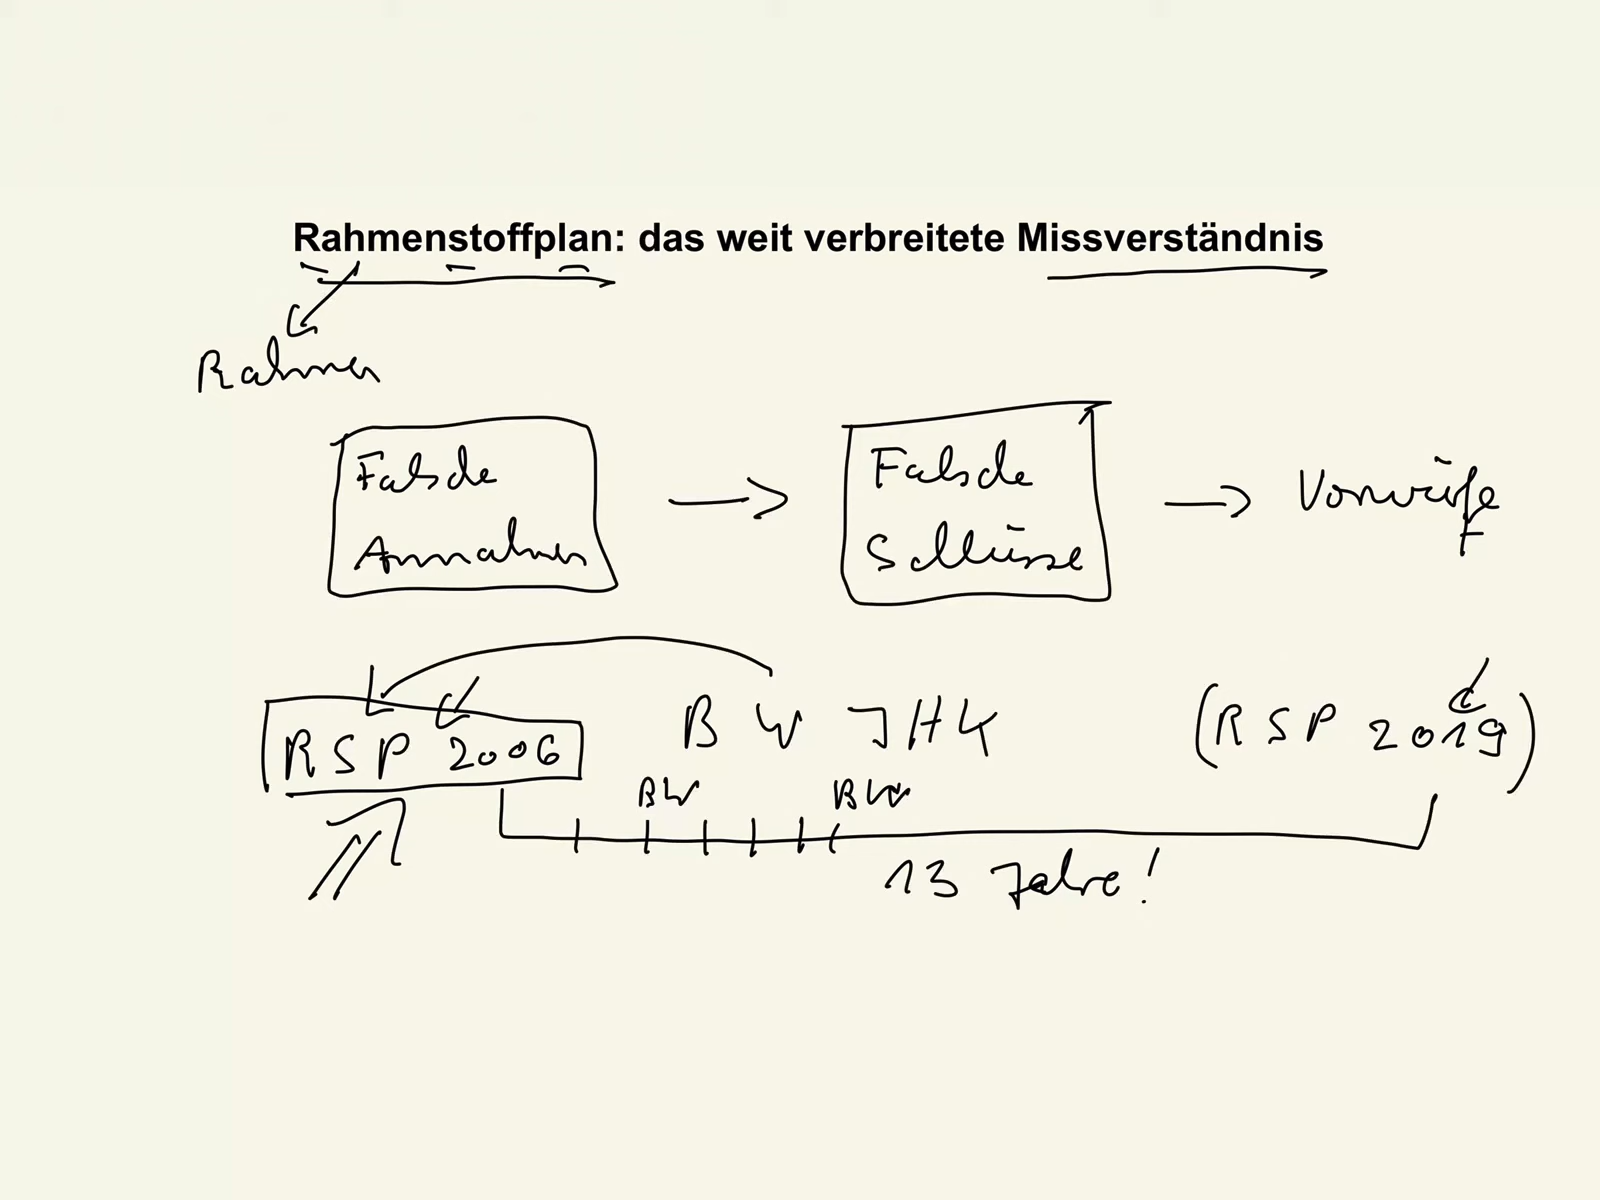 Rahmenstoffplan: das weit verbreitete Missverständnis
Rahmen
Falsche
Annahmen
Falsche
Schlüsse
Vorwürfe
RSP 2006
BW IHK
(RSP 2019)
BW
BW
13 Jahre!